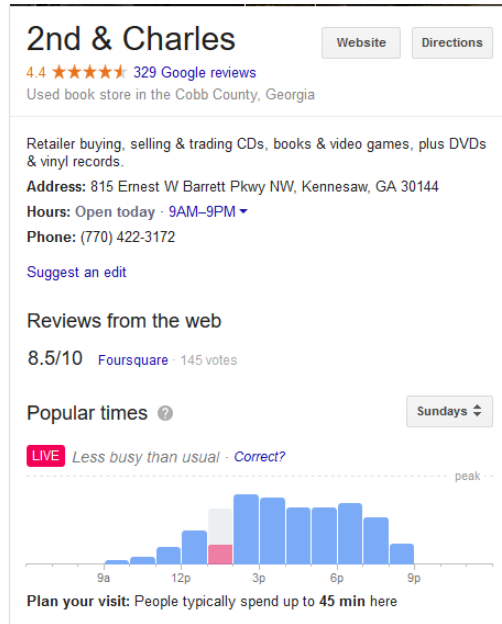 2nd & Charles
Website
Directions
4.4 ★★★★★ 329 Google reviews
Used book store in the Cobb County, Georgia
Retailer buying, selling & trading CDs, books & video games, plus DVDs
& vinyl records.
Address: 815 Ernest W Barrett Pkwy NW, Kennesaw, GA 30144
Hours: Open today · 9AM–9PM
Phone: (770) 422-3172
Suggest an edit
Reviews from the web
8.5/10 Foursquare · 145 votes
Popular times ?
Sundays
LIVE Less busy than usual · Correct?
peak
9a 12p 3p 6p 9p
Plan your visit: People typically spend up to 45 min here